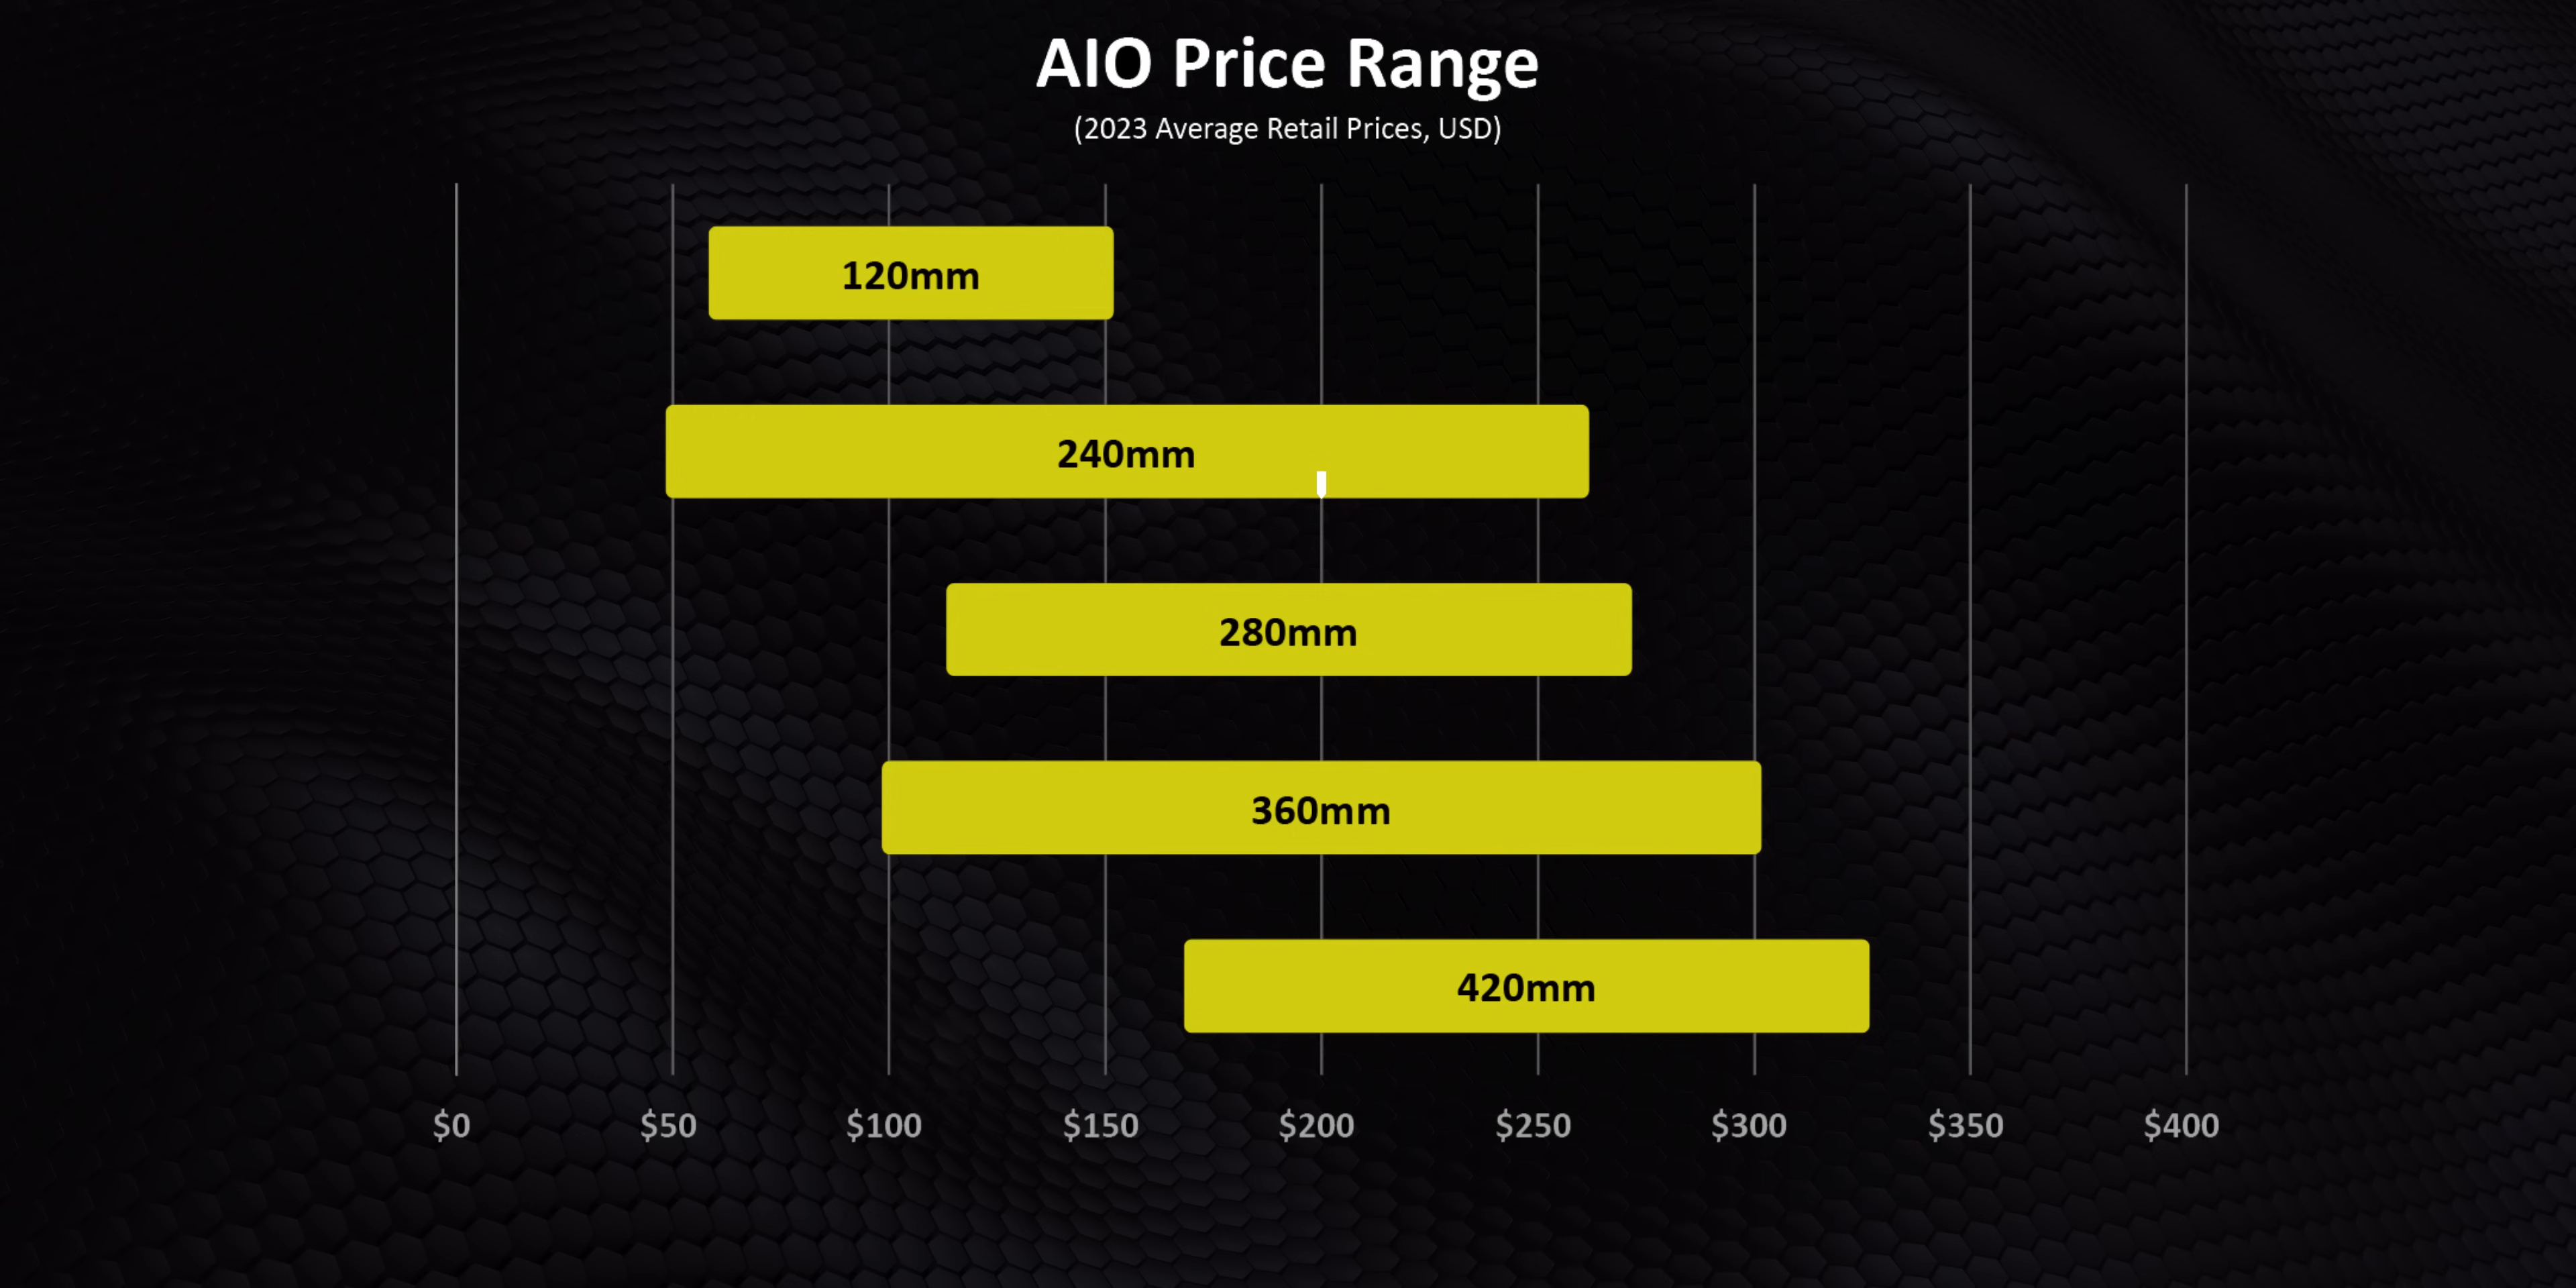 AIO Price Range
(2023 Average Retail Prices, USD)
120mm
240mm
280mm
360mm
420mm
$0 $50 $100 $150 $200 $250 $300 $350 $400